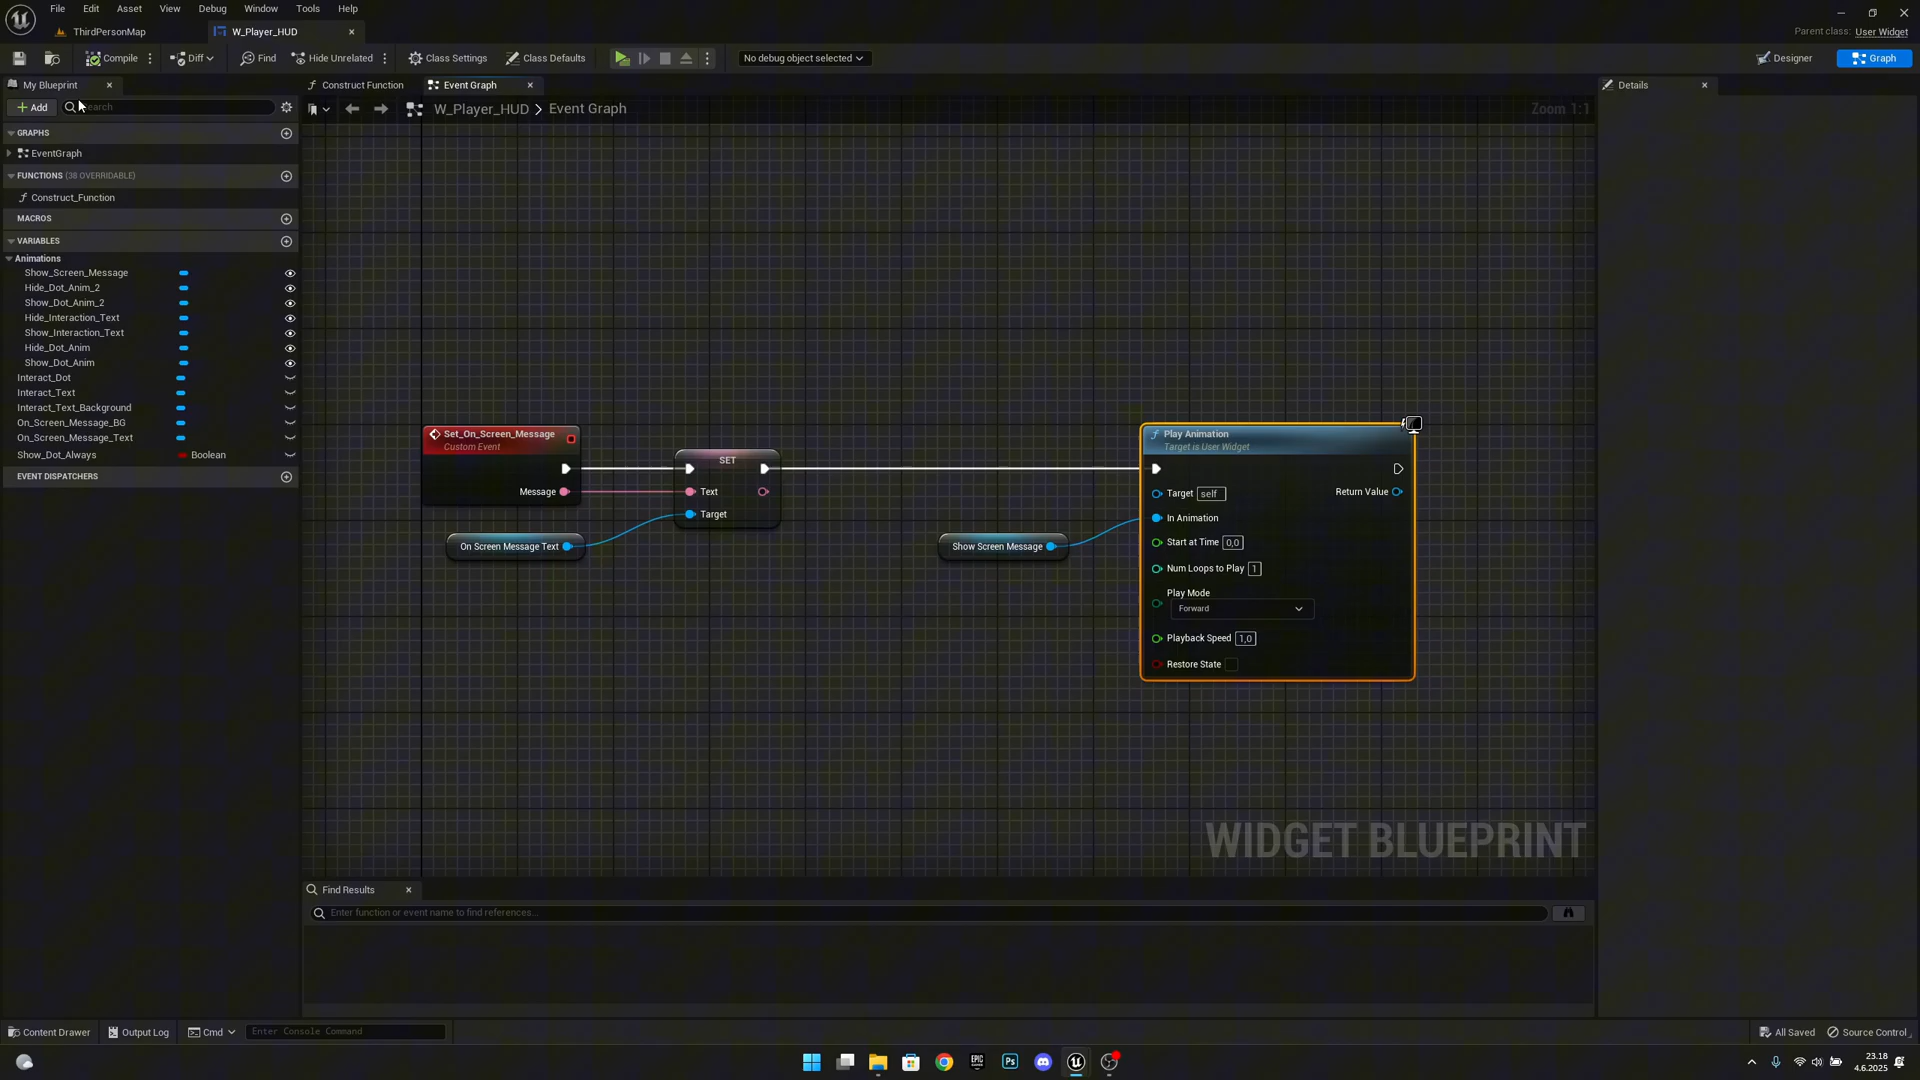 File Edit Asset View Debug Window Tools Help
ThirdPersonMap W_Player_HUD
Parent class: User Widget
Compile Diff Find Hide Unrelated Class Settings Class Defaults No debug object selected Designer Graph
My Blueprint Construct Function Event Graph Details
Add Search W_Player_HUD > Event Graph Zoom 1:1
GRAPHS
EventGraph
FUNCTIONS (38 OVERRIDABLE)
Construct_Function
MACROS
VARIABLES
Animations
Show_Screen_Message
Hide_Dot_Anim_2
Show_Dot_Anim_2
Hide_Interaction_Text
Show_Interaction_Text
Hide_Dot_Anim
Show_Dot_Anim
Interact_Dot
Interact_Text
Interact_Text_Background
On_Screen_Message_BG
On_Screen_Message_Text
Show_Dot_Always Boolean
EVENT DISPATCHERS
Set_On_Screen_Message
Custom Event
Message
On Screen Message Text
SET
Text
Target
Show Screen Message
Play Animation
Target is User Widget
Target self Return Value
In Animation
Start at Time 0,0
Num Loops to Play 1
Play Mode
Forward
Playback Speed 1,0
Restore State
WIDGET BLUEPRINT
Find Results
Enter function or event name to find references...
Content Drawer Output Log Cmd Enter Console Command All Saved Source Control
EPIC Ps 23.18
4.6.2025